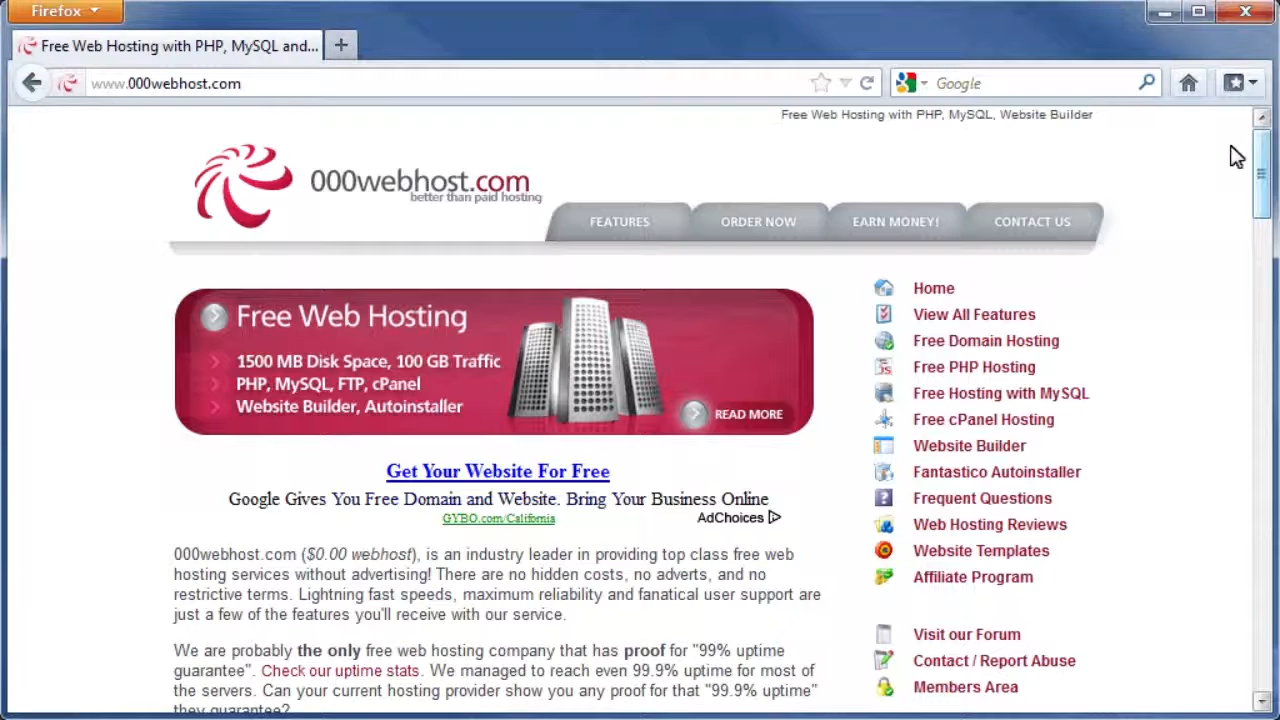 Firefox
Free Web Hosting with PHP, MySQL and...
www.000webhost.com
Google
Free Web Hosting with PHP, MySQL, Website Builder
000webhost.com
better than paid hosting
FEATURES
ORDER NOW
EARN MONEY!
CONTACT US
Free Web Hosting
1500 MB Disk Space, 100 GB Traffic
PHP, MySQL, FTP, cPanel
Website Builder, Autoinstaller
READ MORE
Get Your Website For Free
Google Gives You Free Domain and Website. Bring Your Business Online
GYBO.com/California
AdChoices
000webhost.com ($0.00 webhost), is an industry leader in providing top class free web
hosting services without advertising! There are no hidden costs, no adverts, and no
restrictive terms. Lightning fast speeds, maximum reliability and fanatical user support are
just a few of the features you'll receive with our service.
We are probably the only free web hosting company that has proof for "99% uptime
guarantee". Check our uptime stats. We managed to reach even 99.9% uptime for most of
the servers. Can your current hosting provider show you any proof for that "99.9% uptime"
they guarantee?
Home
View All Features
Free Domain Hosting
Free PHP Hosting
Free Hosting with MySQL
Free cPanel Hosting
Website Builder
Fantastico Autoinstaller
Frequent Questions
Web Hosting Reviews
Website Templates
Affiliate Program
Visit our Forum
Contact / Report Abuse
Members Area